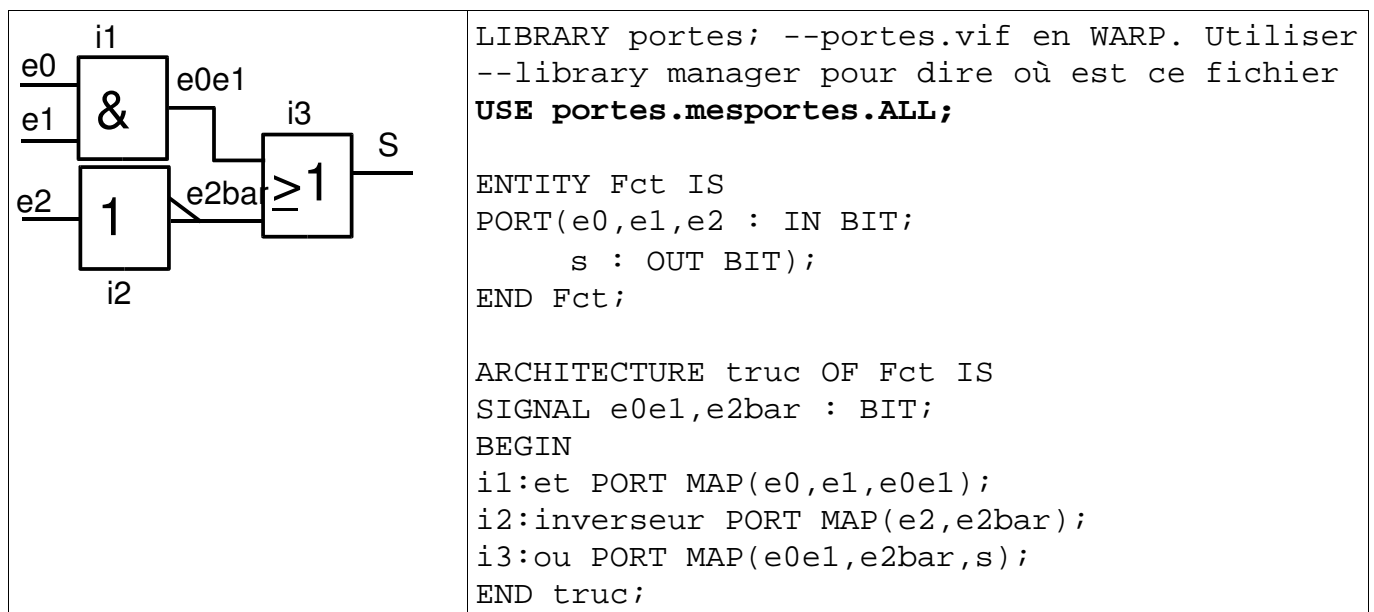 i1
e0
e0e1
&
e1
i3
S
≥1
e2
1
e2bar
i2
LIBRARY portes; --portes.vif en WARP. Utiliser
--library manager pour dire où est ce fichier
USE portes.mesportes.ALL;
ENTITY Fct IS
PORT(e0,e1,e2 : IN BIT;
s : OUT BIT);
END Fct;
ARCHITECTURE truc OF Fct IS
SIGNAL e0e1,e2bar : BIT;
BEGIN
i1:et PORT MAP(e0,e1,e0e1);
i2:inverseur PORT MAP(e2,e2bar);
i3:ou PORT MAP(e0e1,e2bar,s);
END truc;